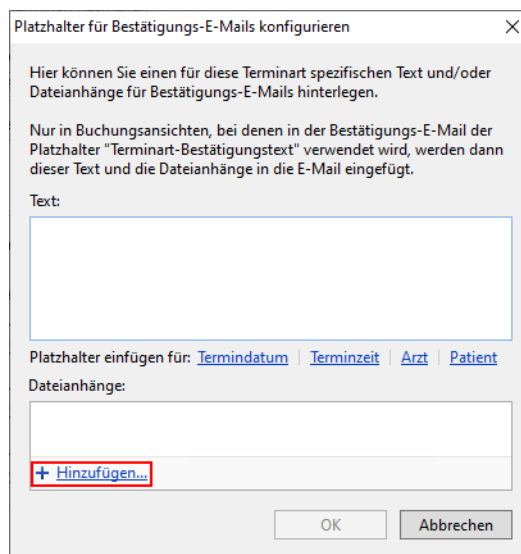 Platzhalter für Bestätigungs-E-Mails konfigurieren
Hier können Sie einen für diese Terminart spezifischen Text und/oder
Dateianhänge für Bestätigungs-E-Mails hinterlegen.
Nur in Buchungsansichten, bei denen in der Bestätigungs-E-Mail der
Platzhalter "Terminart-Bestätigungstext" verwendet wird, werden dann
dieser Text und die Dateianhänge in die E-Mail eingefügt.
Text:
Platzhalter einfügen für: Termindatum | Terminzeit | Arzt | Patient
Dateianhänge:
+ Hinzufügen...
OK Abbrechen